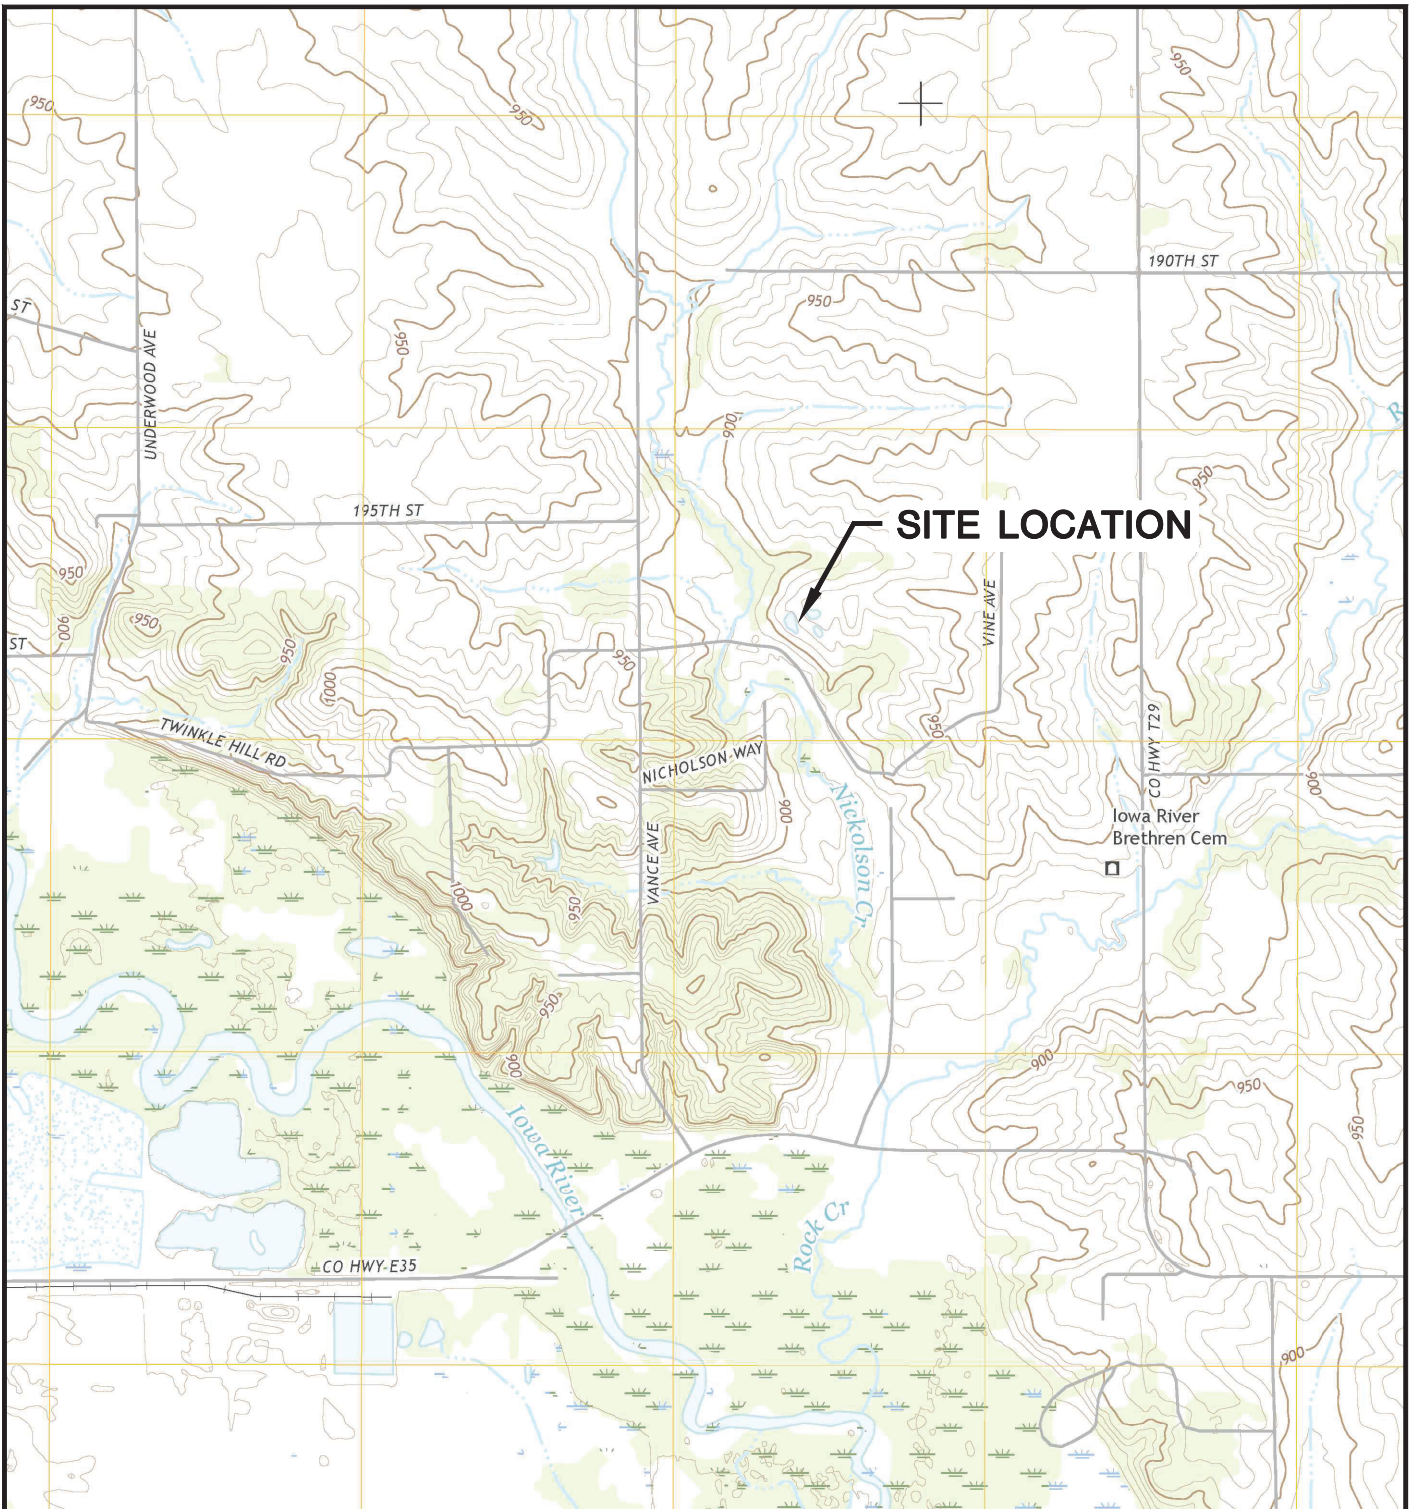 950
950
950
190TH ST
950
ST
950
UNDERWOOD AVE
R
900
950
195TH ST
SITE LOCATION
950
VINE AVE
900
950
ST
950
950
1000
TWINKLE HILL RD
950
CO HWY T29
NICHOLSON WAY
900
900
Nickolson Cr
Iowa River
Brethren Cem
VANCE AVE
1000
950
950
900
900
950
950
Iowa River
Rock Cr
CO HWY E35
900